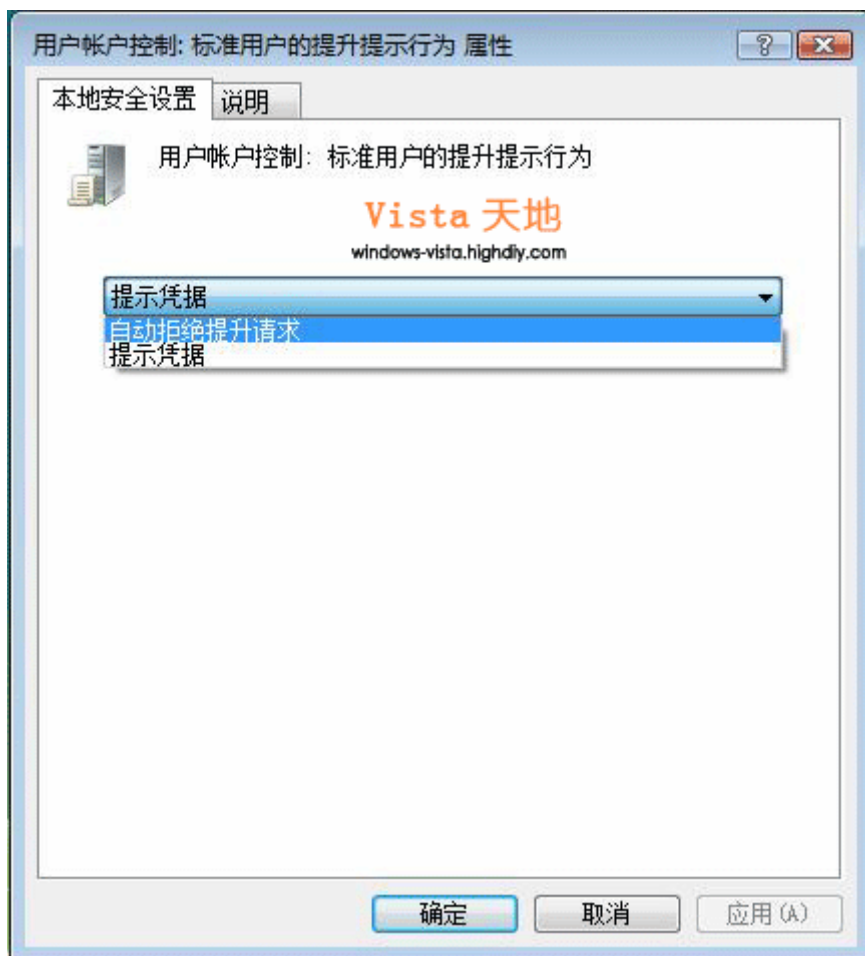 用户帐户控制: 标准用户的提升提示行为 属性
本地安全设置 说明
用户帐户控制: 标准用户的提升提示行为
Vista 天地
windows-vista.highdiy.com
提示凭据
自动拒绝提升请求
提示凭据
确定 取消 应用(A)